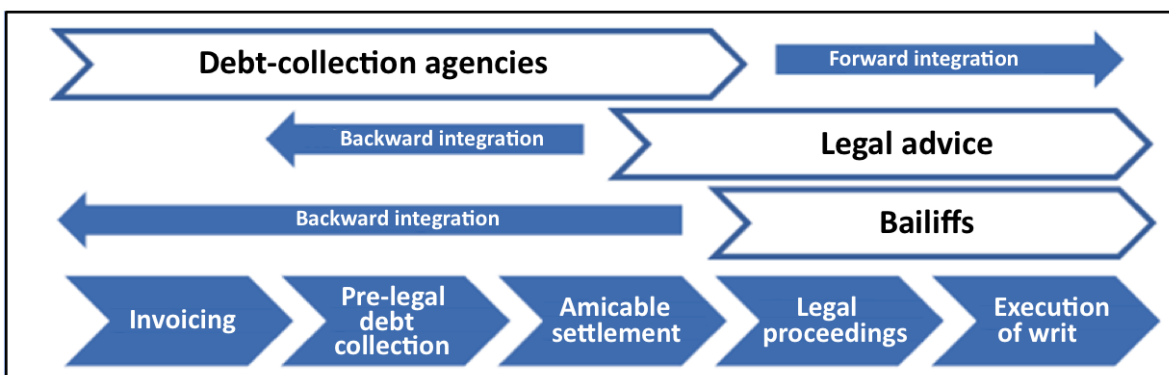 Debt-collection agencies
Forward integration
Backward integration
Legal advice
Backward integration
Bailiffs
Invoicing
Pre-legal
debt
collection
Amicable
settlement
Legal
proceedings
Execution
of writ